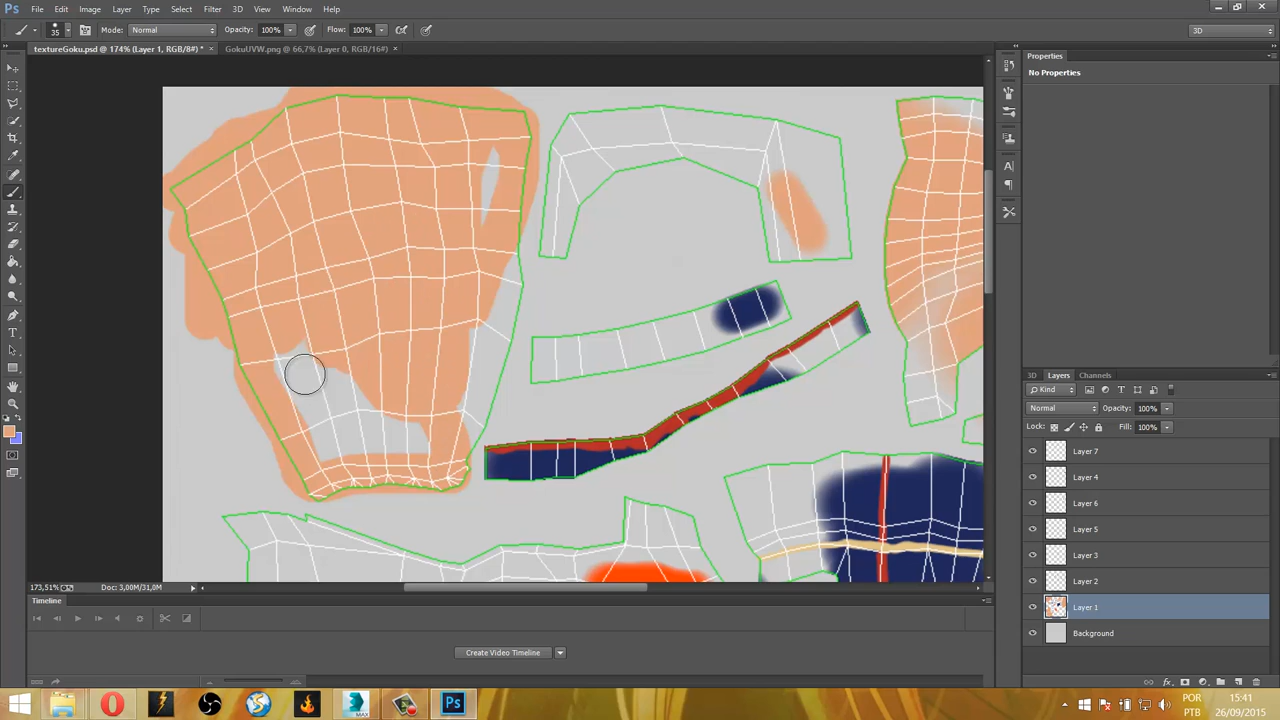 Ps File Edit Image Layer Type Select Filter 3D View Window Help
35 Mode: Normal Opacity: 100% Flow: 100% 3D
textureGoku.psd @ 174% (Layer 1, RGB/8#) * × GokuUVW.png @ 66,7% (Layer 0, RGB/16#) ×
Properties
No Properties
3D Layers Channels
Kind
Normal Opacity: 100%
Lock: Fill: 100%
Layer 7
Layer 4
Layer 6
Layer 5
Layer 3
Layer 2
Layer 1
Background
173,51% Doc: 3,00M/31,0M
Timeline
Create Video Timeline
MAX Ps
POR 15:41
PTB 26/09/2015